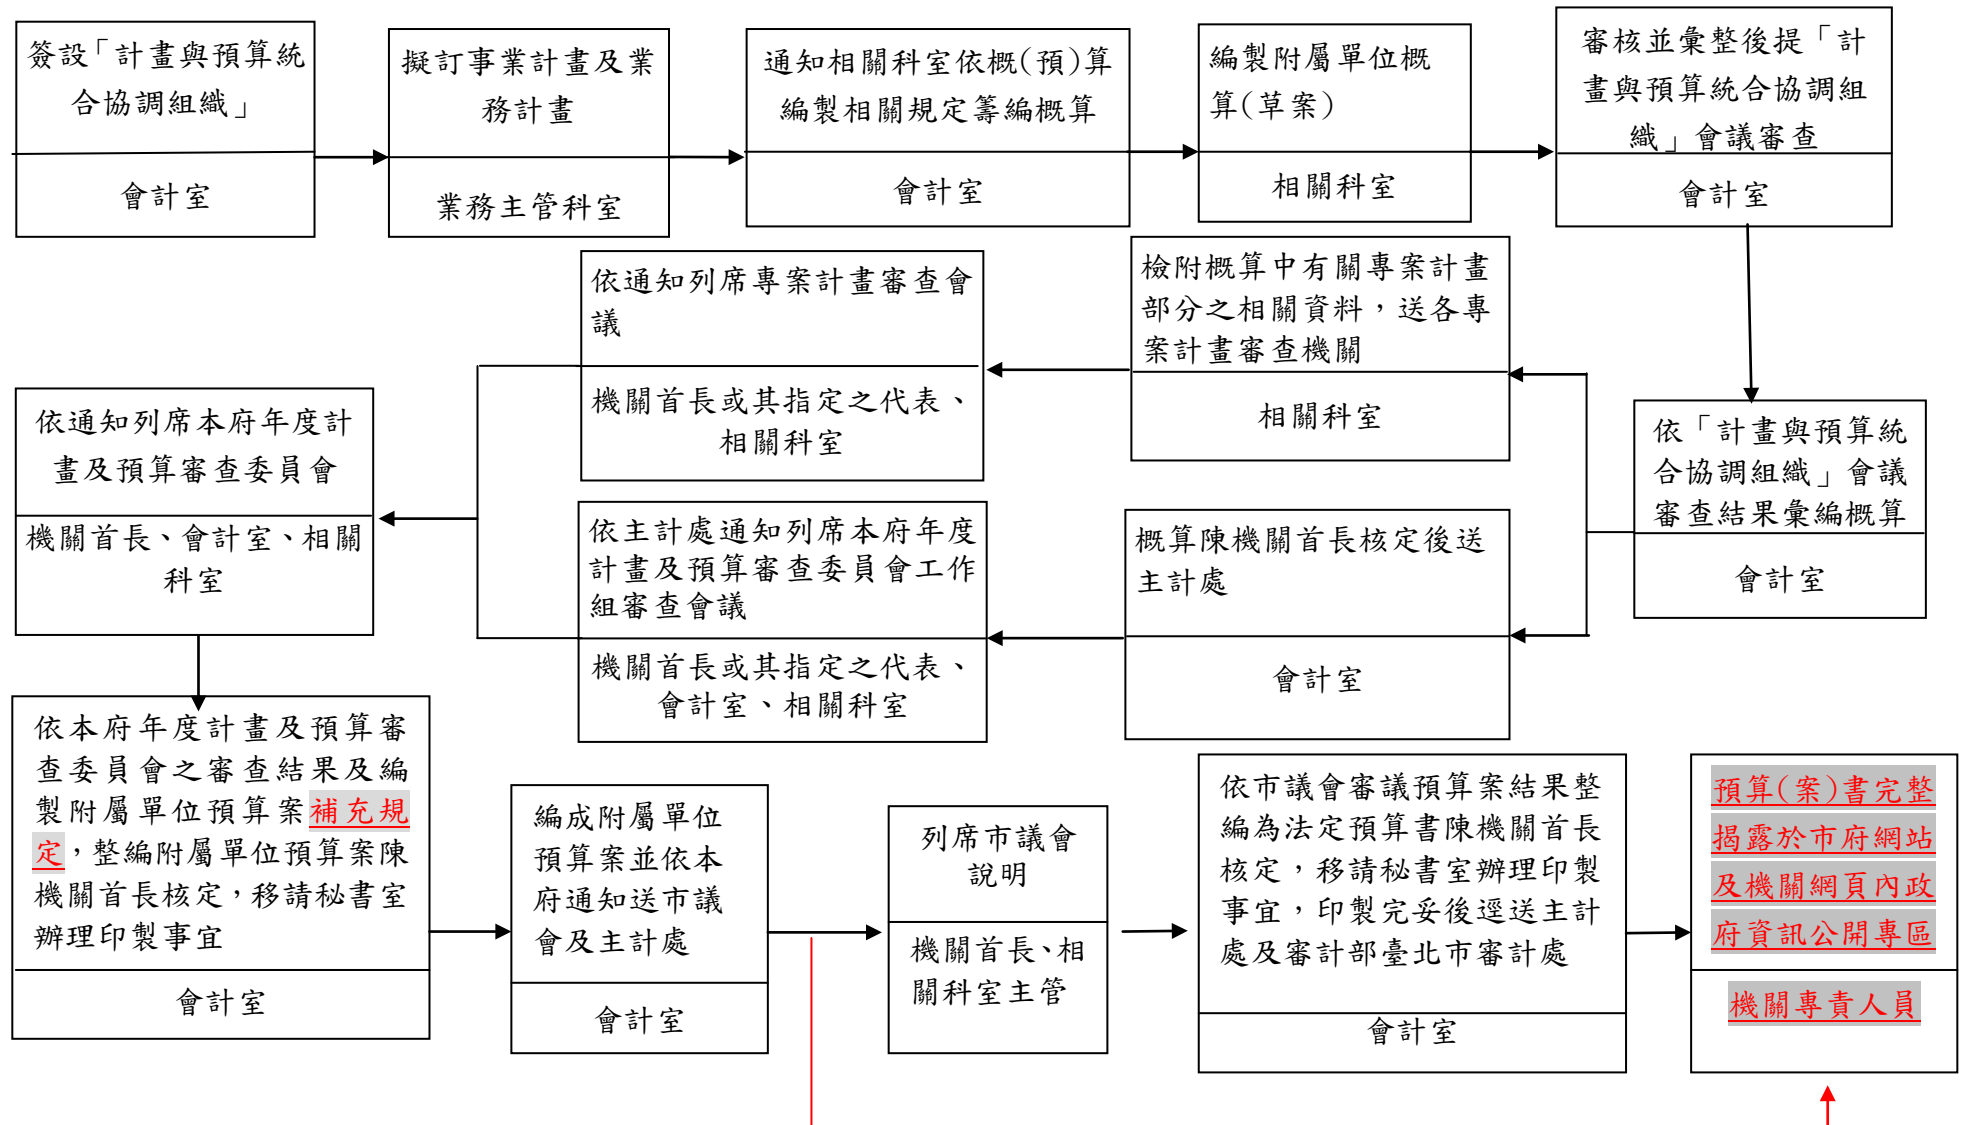 簽設「計畫與預算統
合協調組織」
會計室
擬訂事業計畫及業
務計畫
業務主管科室
通知相關科室依概(預)算
編製相關規定籌編概算
會計室
編製附屬單位概
算(草案)
相關科室
審核並彙整後提「計
畫與預算統合協調組
織」會議審查
會計室
依「計畫與預算統
合協調組織」會議
審查結果彙編概算
會計室
檢附概算中有關專案計畫
部分之相關資料，送各專
案計畫審查機關
相關科室
依通知列席專案計畫審查會
議
機關首長或其指定之代表、
相關科室
概算陳機關首長核定後送
主計處
會計室
依主計處通知列席本府年度
計畫及預算審查委員會工作
組審查會議
機關首長或其指定之代表、
會計室、相關科室
依通知列席本府年度計
畫及預算審查委員會
機關首長、會計室、相關
科室
依本府年度計畫及預算審
查委員會之審查結果及編
製附屬單位預算案補充規
定，整編附屬單位預算案陳
機關首長核定，移請秘書室
辦理印製事宜
會計室
編成附屬單位
預算案並依本
府通知送市議
會及主計處
會計室
列席市議會
說明
機關首長、相
關科室主管
依市議會審議預算案結果整
編為法定預算書陳機關首長
核定，移請秘書室辦理印製
事宜，印製完妥後逕送主計
處及審計部臺北市審計處
會計室
預算(案)書完整
揭露於市府網站
及機關網頁內政
府資訊公開專區
機關專責人員